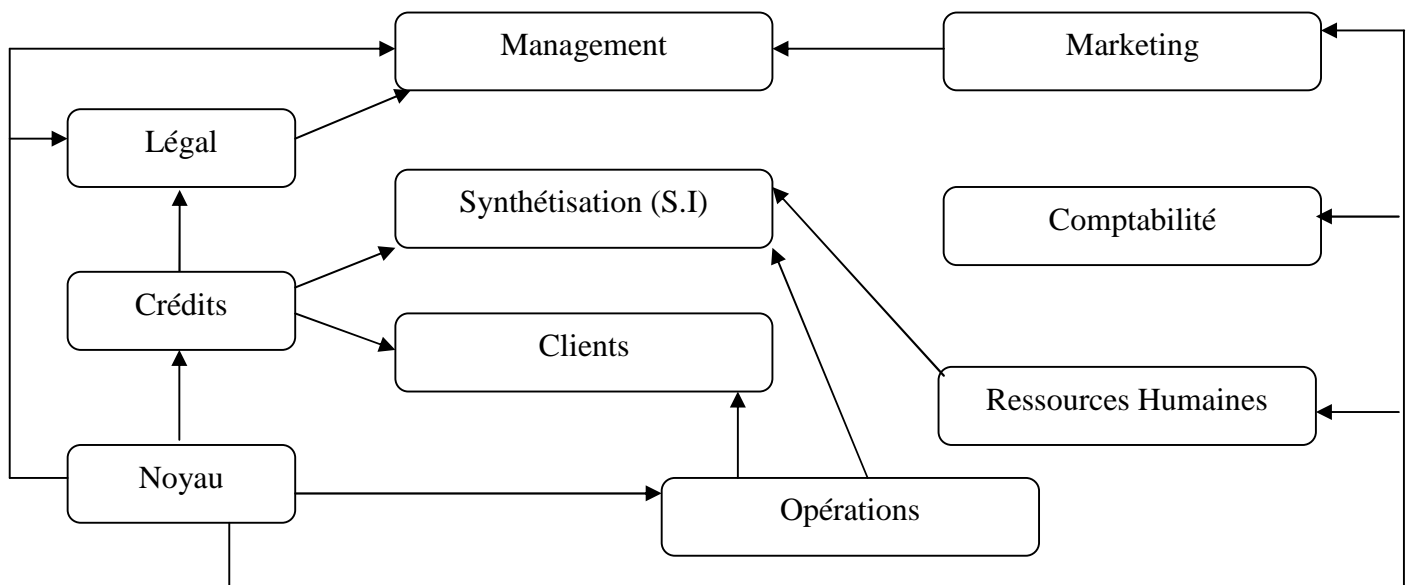 Management
Marketing
Légal
Synthétisation (S.I)
Comptabilité
Crédits
Clients
Ressources Humaines
Noyau
Opérations